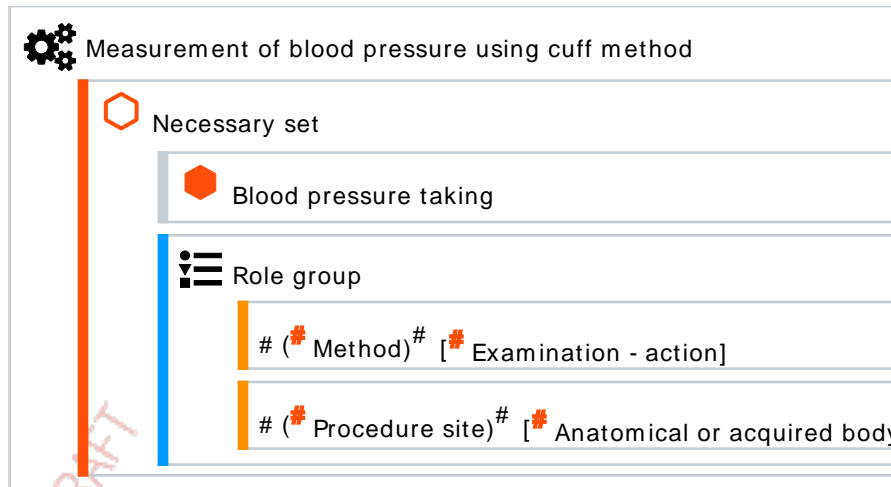 Measurement of blood pressure using cuff method
Necessary set
Blood pressure taking
Role group
# (# Method)# [# Examination - action]
# (# Procedure site)# [# Anatomical or acquired body
RAFT